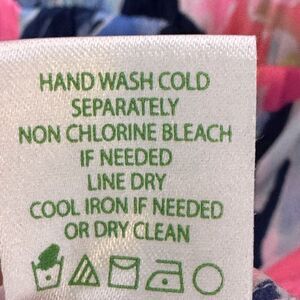 HAND WASH COLD
SEPARATELY
NON CHLORINE BLEACH
IF NEEDED
LINE DRY
COOL IRON IF NEEDED
OR DRY CLEAN